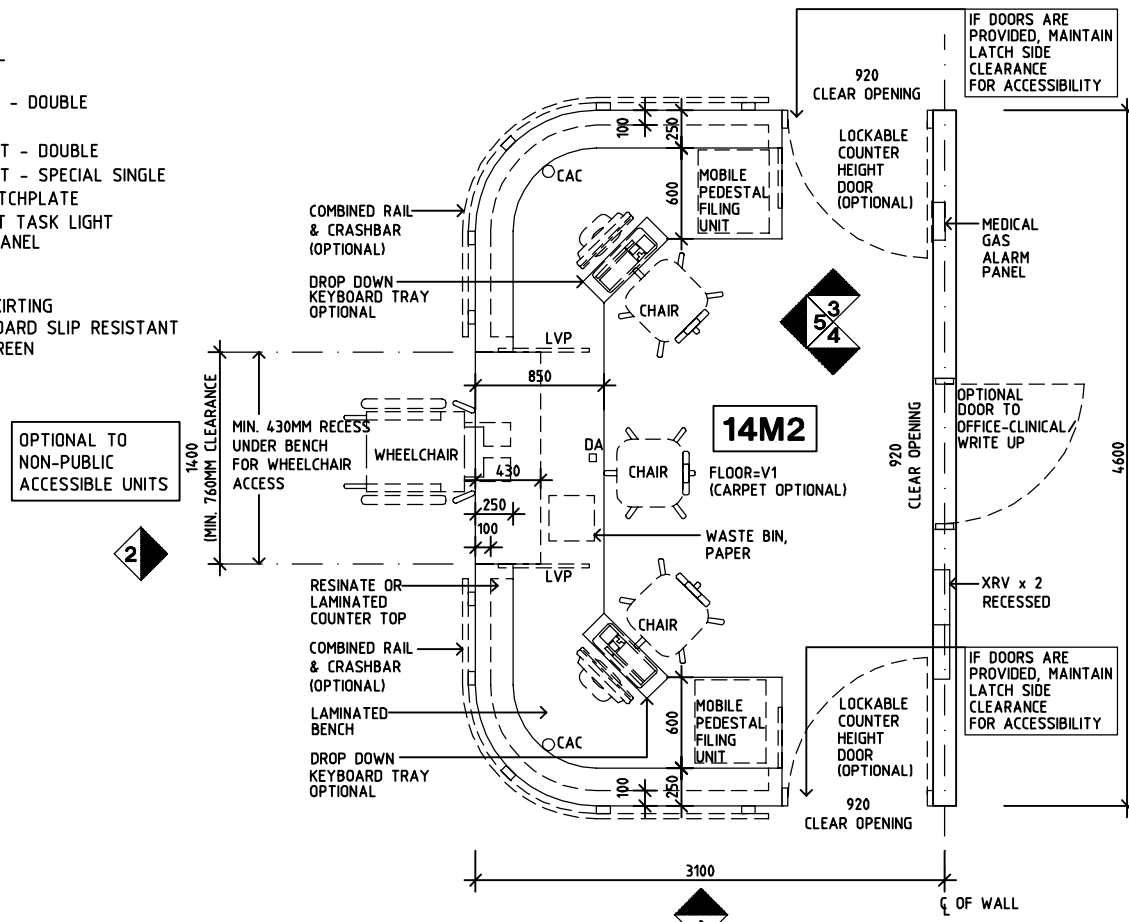 - DOUBLE
T - DOUBLE
T - SPECIAL SINGLE
TCHPLATE
T TASK LIGHT
ANEL
KIRTING
OARD SLIP RESISTANT
REEN
IF DOORS ARE
PROVIDED, MAINTAIN
LATCH SIDE
CLEARANCE
FOR ACCESSIBILITY
920
CLEAR OPENING
100
250
LOCKABLE
COUNTER
HEIGHT
DOOR
(OPTIONAL)
CAC
600
MOBILE
PEDESTAL
FILING
UNIT
COMBINED RAIL
& CRASHBAR
(OPTIONAL)
MEDICAL
GAS
ALARM
PANEL
DROP DOWN
KEYBOARD TRAY
OPTIONAL
CHAIR
3
5
4
LVP
850
OPTIONAL
DOOR TO
OFFICE-CLINICAL/
WRITE UP
920
CLEAR OPENING
4600
1400
(MIN. 760MM CLEARANCE
MIN. 430MM RECESS
UNDER BENCH
FOR WHEELCHAIR
ACCESS
OPTIONAL TO
NON-PUBLIC
ACCESSIBLE UNITS
WHEELCHAIR
14M2
DA
CHAIR
FLOOR=V1
(CARPET OPTIONAL)
430
250
100
2
WASTE BIN,
PAPER
LVP
RESINATE OR
LAMINATED
COUNTER TOP
XRV x 2
RECESSED
CHAIR
COMBINED RAIL
& CRASHBAR
(OPTIONAL)
IF DOORS ARE
PROVIDED, MAINTAIN
LATCH SIDE
CLEARANCE
FOR ACCESSIBILITY
LAMINATED
BENCH
CAC
600
MOBILE
PEDESTAL
FILING
UNIT
LOCKABLE
COUNTER
HEIGHT
DOOR
(OPTIONAL)
DROP DOWN
KEYBOARD TRAY
OPTIONAL
100
250
920
CLEAR OPENING
3100
OF WALL